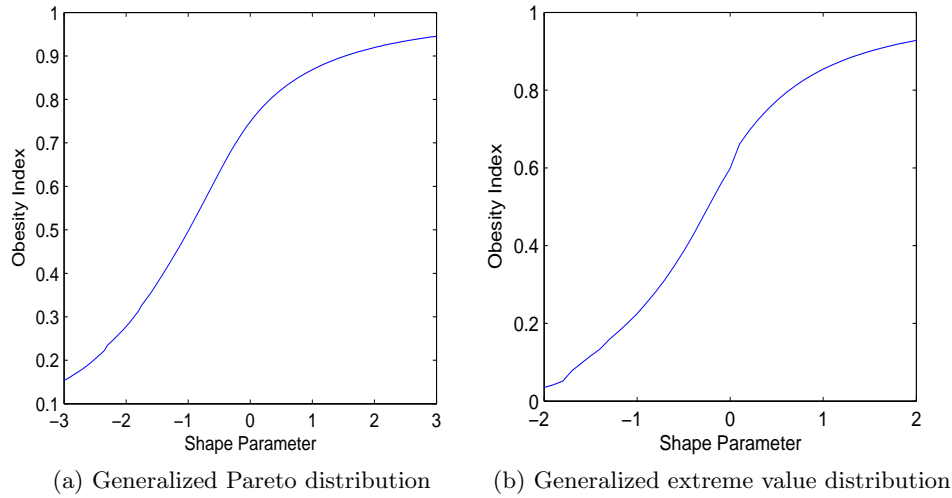 1
0.9
0.8
0.7
0.6
0.5
0.4
0.3
0.2
0.1
Obesity Index
−3 −2 −1 0 1 2 3
Shape Parameter
(a) Generalized Pareto distribution
1
0.8
0.6
0.4
0.2
0
Obesity Index
−2 −1 0 1 2
Shape Parameter
(b) Generalized extreme value distribution